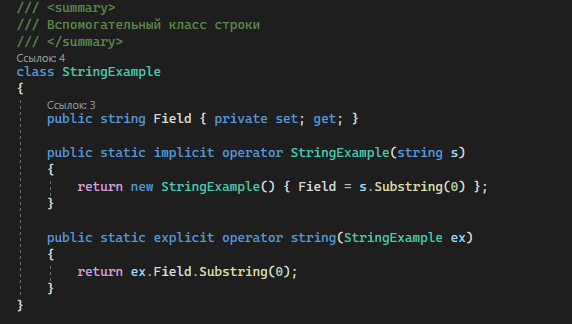 /// <summary>
/// Вспомогательный класс строки
/// </summary>
Ссылок: 4
class StringExample
{
Ссылок: 3
public string Field { private set; get; }
public static implicit operator StringExample(string s)
{
return new StringExample() { Field = s.Substring(0) };
}
public static explicit operator string(StringExample ex)
{
return ex.Field.Substring(0);
}
}